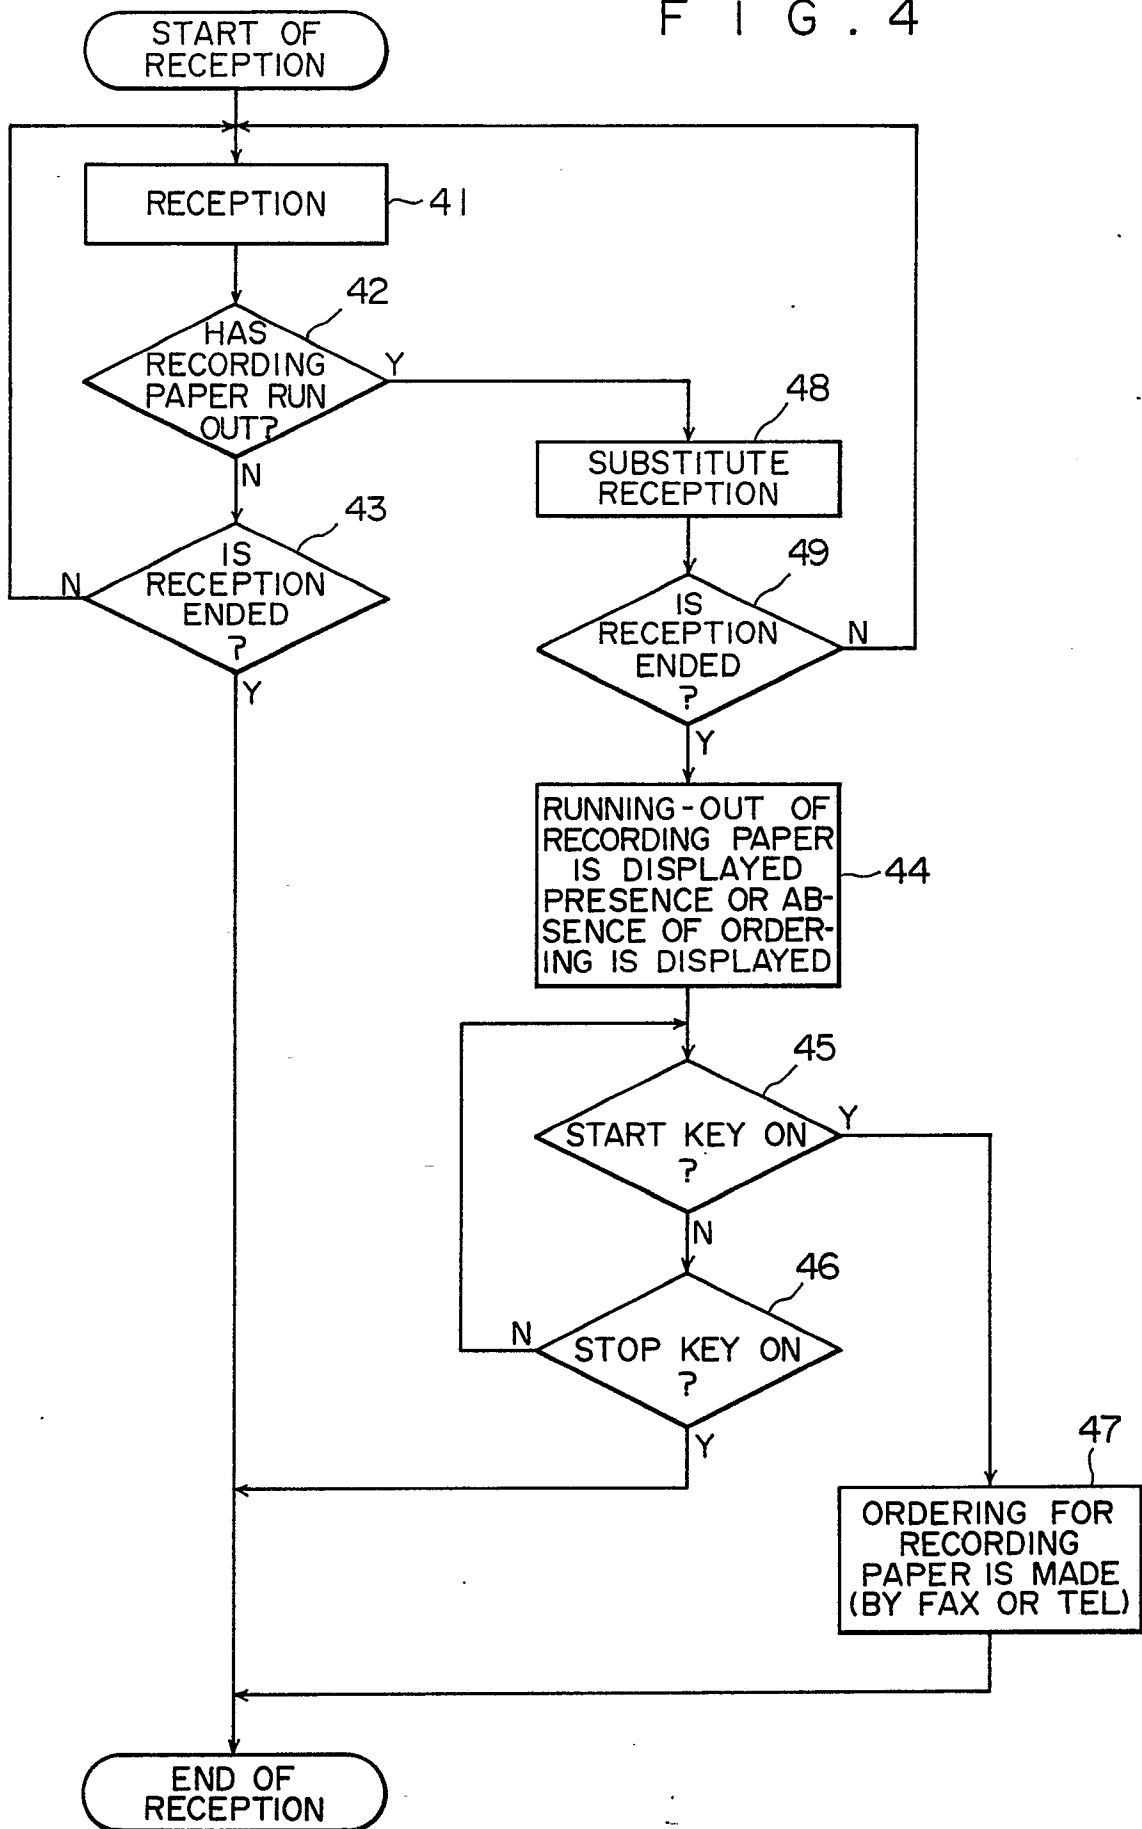 F I G . 4
START OF
RECEPTION
RECEPTION
41
42
HAS
RECORDING
PAPER RUN
OUT?
Y
N
43
IS
RECEPTION
ENDED
?
N
Y
48
SUBSTITUTE
RECEPTION
49
IS
RECEPTION
ENDED
?
N
Y
RUNNING-OUT OF
RECORDING PAPER
IS DISPLAYED
PRESENCE OR AB-
SENCE OF ORDER-
ING IS DISPLAYED
44
45
START KEY ON
?
Y
N
46
STOP KEY ON
?
N
Y
47
ORDERING FOR
RECORDING
PAPER IS MADE
(BY FAX OR TEL)
END OF
RECEPTION